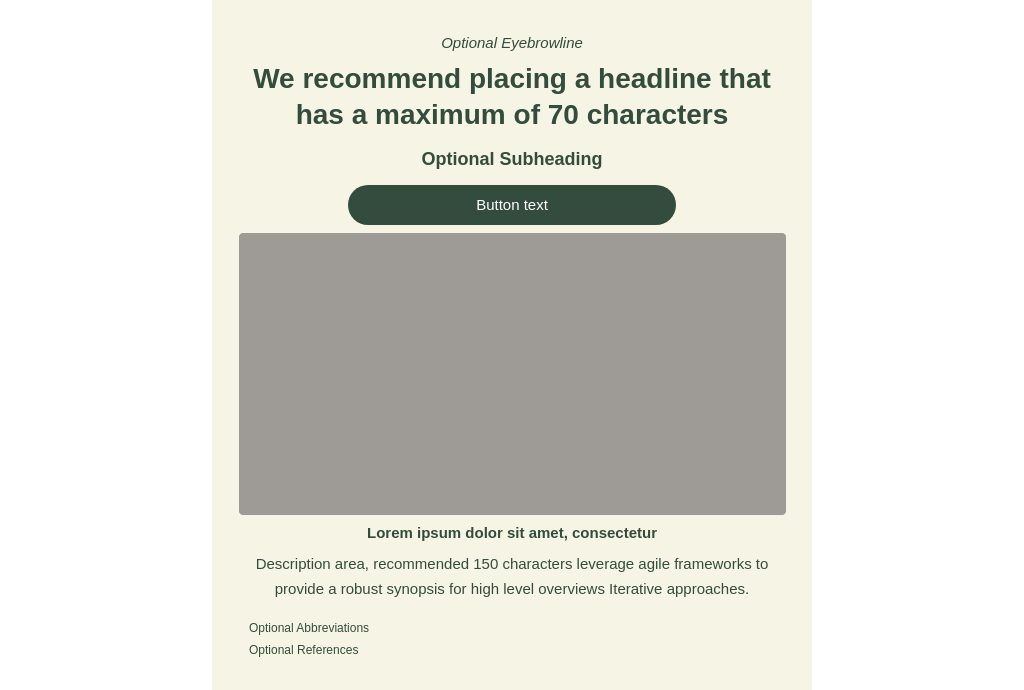 Optional Eyebrowline
We recommend placing a headline that
has a maximum of 70 characters
Optional Subheading
Button text
Lorem ipsum dolor sit amet, consectetur
Description area, recommended 150 characters leverage agile frameworks to
provide a robust synopsis for high level overviews Iterative approaches.
Optional Abbreviations
Optional References